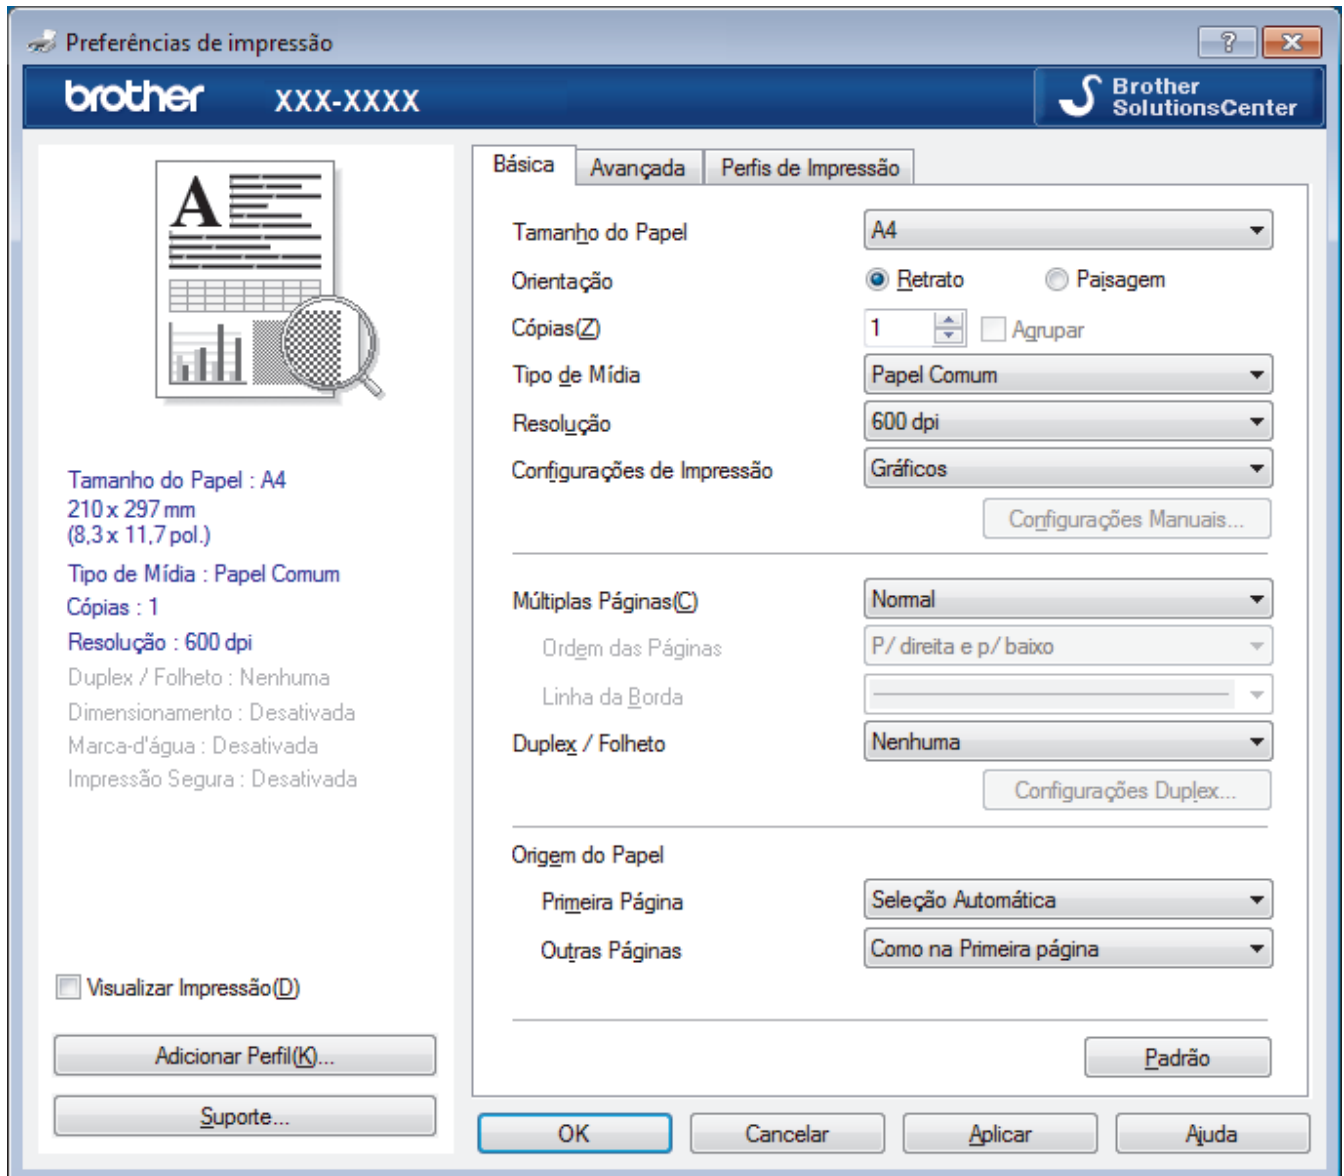 Preferências de impressão
?
brother XXX-XXXX
Brother
SolutionsCenter
A
Tamanho do Papel : A4
210 x 297 mm
(8,3 x 11,7 pol.)
Tipo de Mídia : Papel Comum
Cópias : 1
Resolução : 600 dpi
Duplex / Folheto : Nenhuma
Dimensionamento : Desativada
Marca-d'água : Desativada
Impressão Segura : Desativada
Visualizar Impressão(D)
Adicionar Perfil(K)...
Suporte...
Básica Avançada Perfis de Impressão
Tamanho do Papel A4
Orientação Retrato Paisagem
Cópias(Z) 1 Agrupar
Tipo de Mídia Papel Comum
Resolução 600 dpi
Configurações de Impressão Gráficos
Configurações Manuais...
Múltiplas Páginas(C) Normal
Ordem das Páginas P/ direita e p/ baixo
Linha da Borda
Duplex / Folheto Nenhuma
Configurações Duplex...
Origem do Papel
Primeira Página Seleção Automática
Outras Páginas Como na Primeira página
Padrão
OK Cancelar Aplicar Ajuda